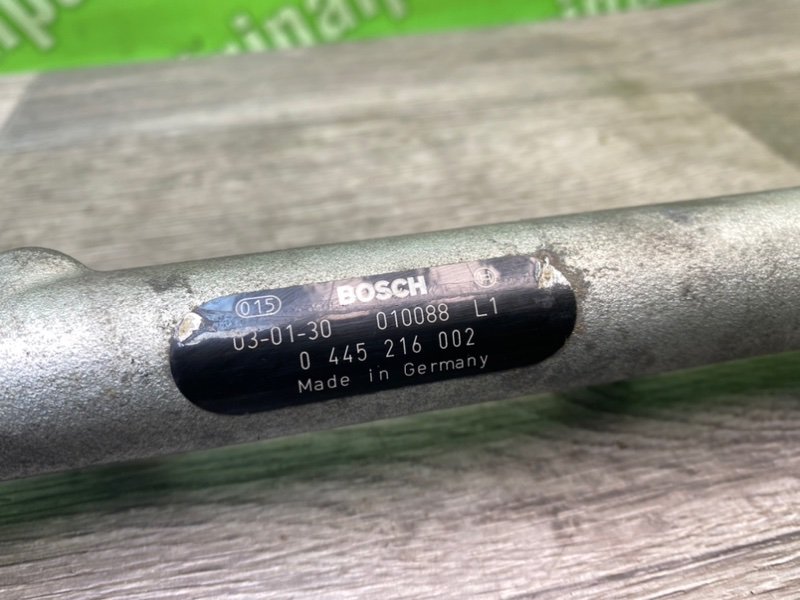 015 BOSCH
03-01-30 010088 L1
0 445 216 002
Made in Germany